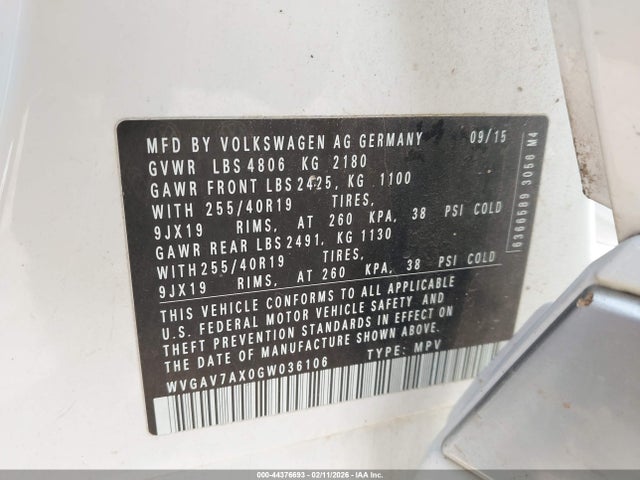 MFD BY VOLKSWAGEN AG GERMANY 09/15
GVWR LBS 4806 KG 2180
GAWR FRONT LBS 2425, KG 1100
WITH 255/40R19 TIRES,
9JX19 RIMS, AT 260 KPA, 38 PSI COLD
GAWR REAR LBS 2491, KG 1130
WITH 255/40R19 TIRES,
9JX19 RIMS, AT 260 KPA, 38 PSI COLD
THIS VEHICLE CONFORMS TO ALL APPLICABLE
U.S. FEDERAL MOTOR VEHICLE SAFETY AND
THEFT PREVENTION STANDARDS IN EFFECT ON
THE DATE OF MANUFACTURE SHOWN ABOVE.
WVGAV7AX0GW036106 TYPE: MPV
6366589 3056 M4
000-44376693 - 02/11/2026 - IAA Inc.